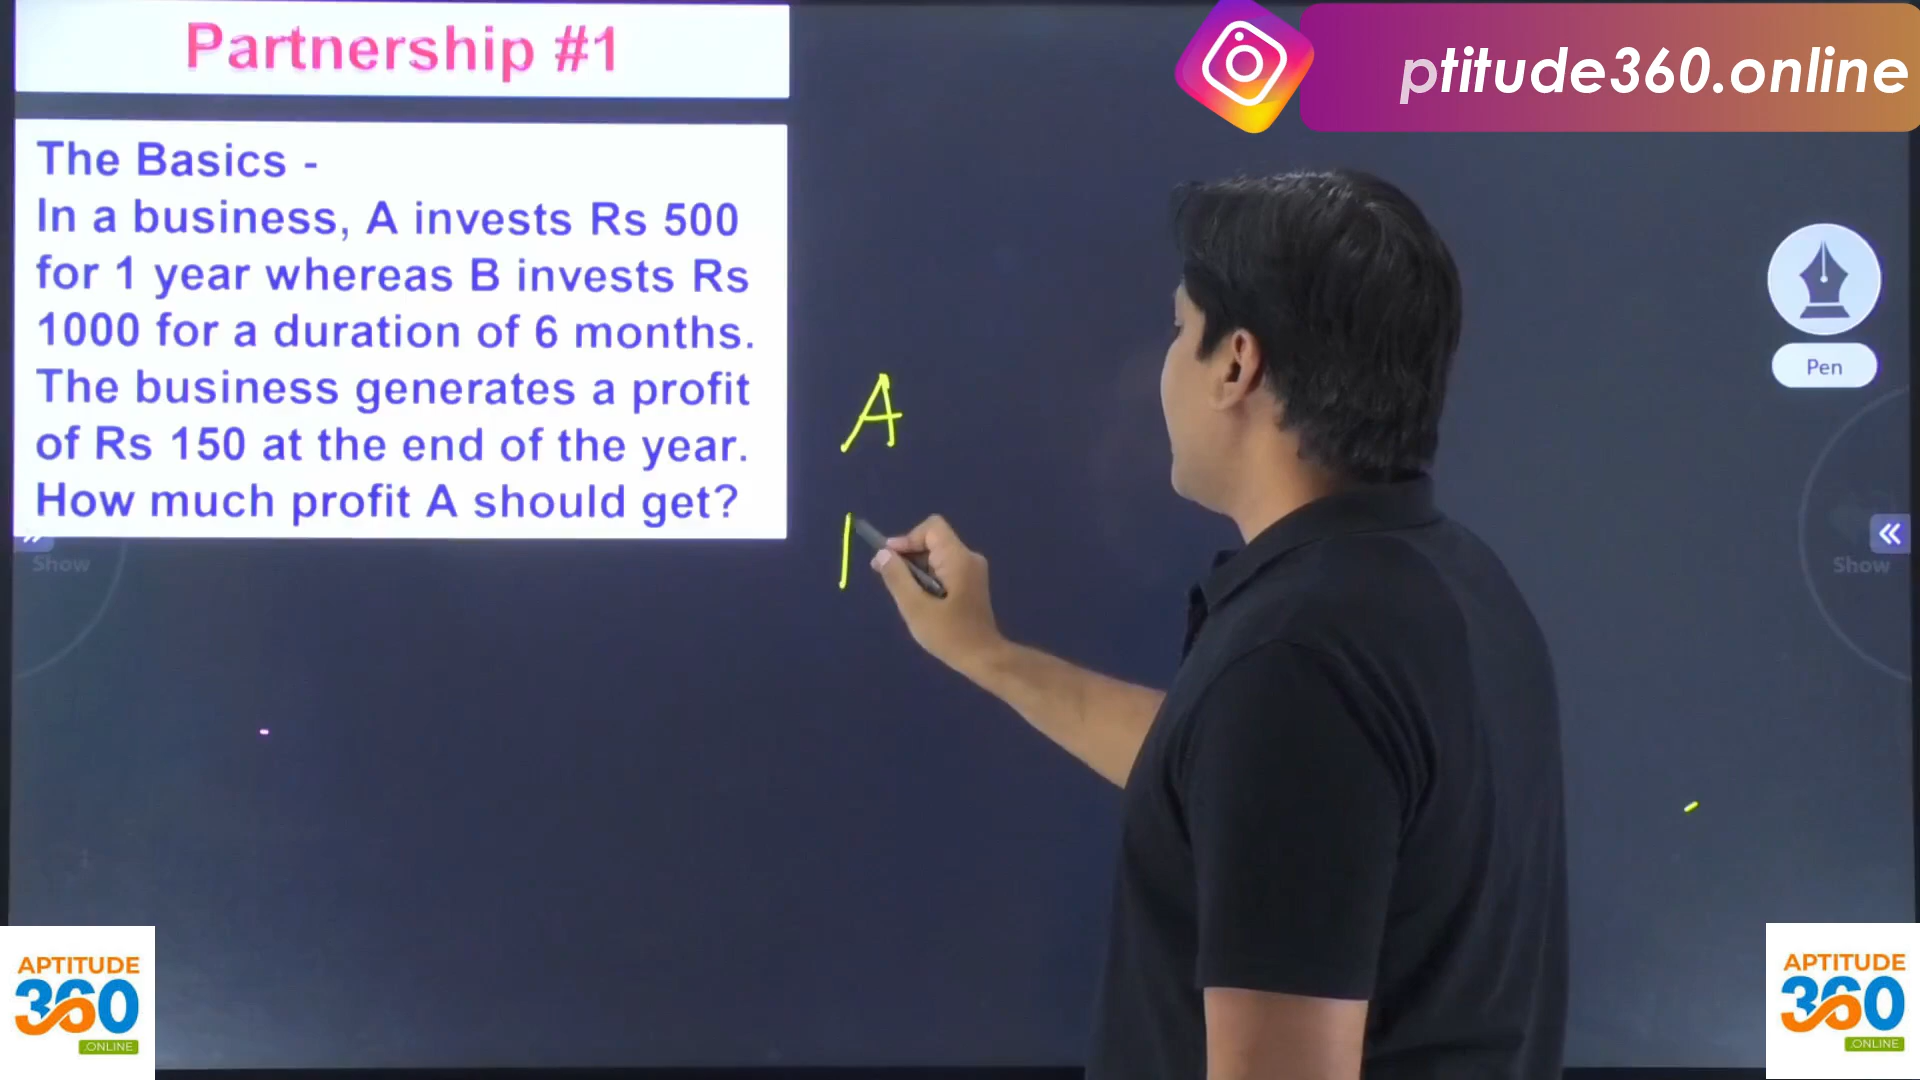 Partnership #1
ptitude360.online
The Basics -
In a business, A invests Rs 500
for 1 year whereas B invests Rs
1000 for a duration of 6 months.
The business generates a profit
of Rs 150 at the end of the year.
How much profit A should get?
Pen
A
Show
Show
APTITUDE
360
.ONLINE
APTITUDE
360
.ONLINE